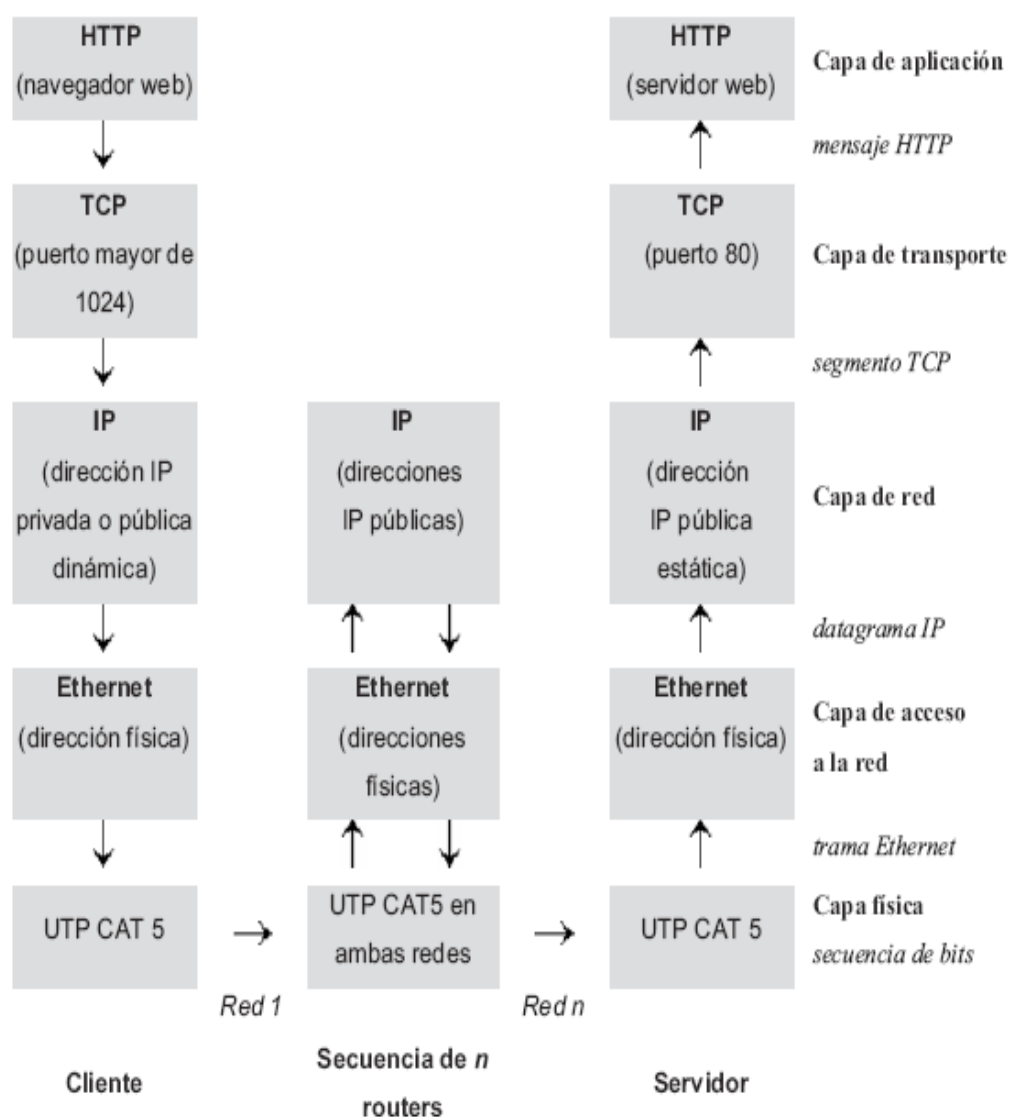 HTTP
(navegador web)
HTTP
(servidor web)
Capa de aplicación
mensaje HTTP
TCP
(puerto mayor de
1024)
TCP
(puerto 80)
Capa de transporte
segmento TCP
IP
(dirección IP
privada o pública
dinámica)
IP
(direcciones
IP públicas)
IP
(dirección
IP pública
estática)
Capa de red
datagrama IP
Ethernet
(dirección física)
Ethernet
(direcciones
físicas)
Ethernet
(dirección física)
Capa de acceso
a la red
trama Ethernet
UTP CAT 5
UTP CAT5 en
ambas redes
UTP CAT 5
Capa física
secuencia de bits
Red 1
Red n
Cliente
Secuencia de n
routers
Servidor